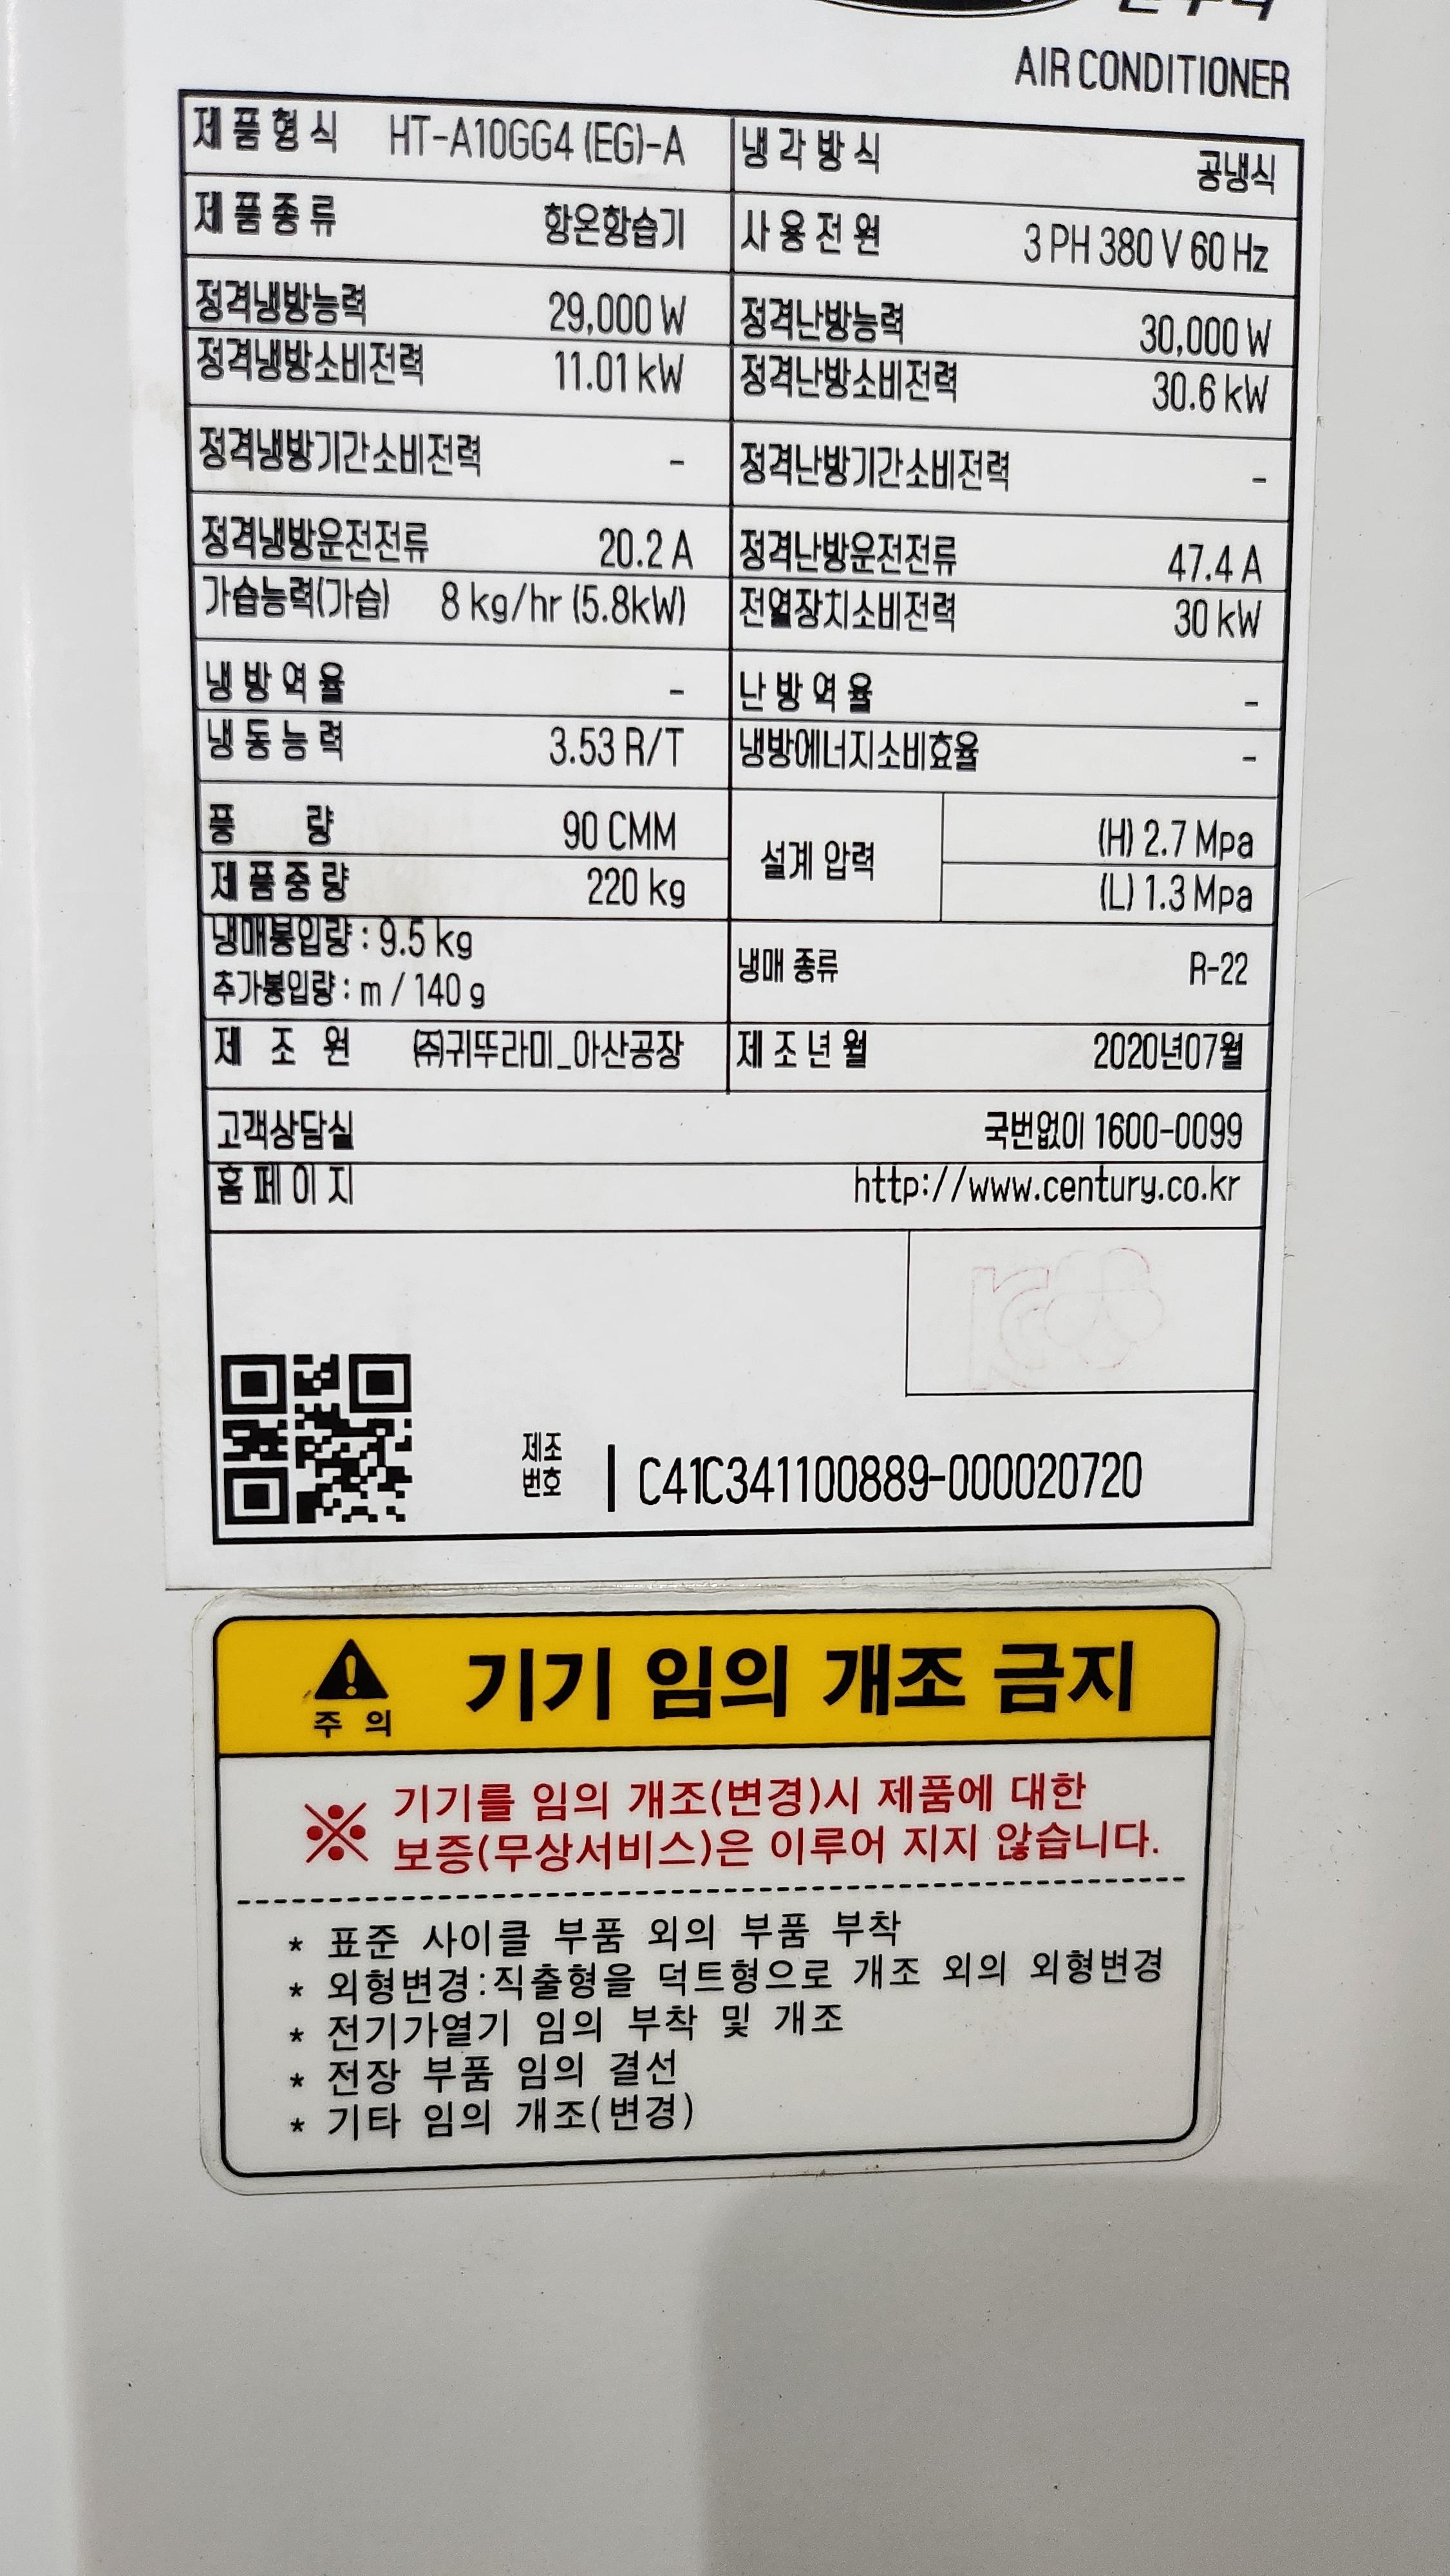 AIR CONDITIONER
제품형식 HT-A10GG4 (EG)-A 냉각방식 공냉식
제품종류 항온항습기 사용전원 3 PH 380 V 60 Hz
정격냉방능력 29,000 W 정격난방능력 30,000 W
정격냉방소비전력 11.01 kW 정격난방소비전력 30.6 kW
정격냉방기간소비전력 - 정격난방기간소비전력 -
정격냉방운전전류 20.2 A 정격난방운전전류 47.4 A
가습능력(가습) 8 kg/hr (5.8kW) 전열장치소비전력 30 kW
냉방역율 - 난방역율 -
냉동능력 3.53 R/T 냉방에너지소비효율 -
풍 량 90 CMM 설계 압력 (H) 2.7 Mpa
제품중량 220 kg (L) 1.3 Mpa
냉매봉입량 : 9.5 kg
추가봉입량 : m / 140 g 냉매 종류 R-22
제 조 원 ㈜귀뚜라미_아산공장 제조년월 2020년07월
고객상담실 국번없이 1600-0099
홈페이지 http://www.century.co.kr
제조
번호 C41C341100889-000020720
주 의 기기 임의 개조 금지
※ 기기를 임의 개조(변경)시 제품에 대한
보증(무상서비스)은 이루어 지지 않습니다.
* 표준 사이클 부품 외의 부품 부착
* 외형변경:직출형을 덕트형으로 개조 외의 외형변경
* 전기가열기 임의 부착 및 개조
* 전장 부품 임의 결선
* 기타 임의 개조(변경)